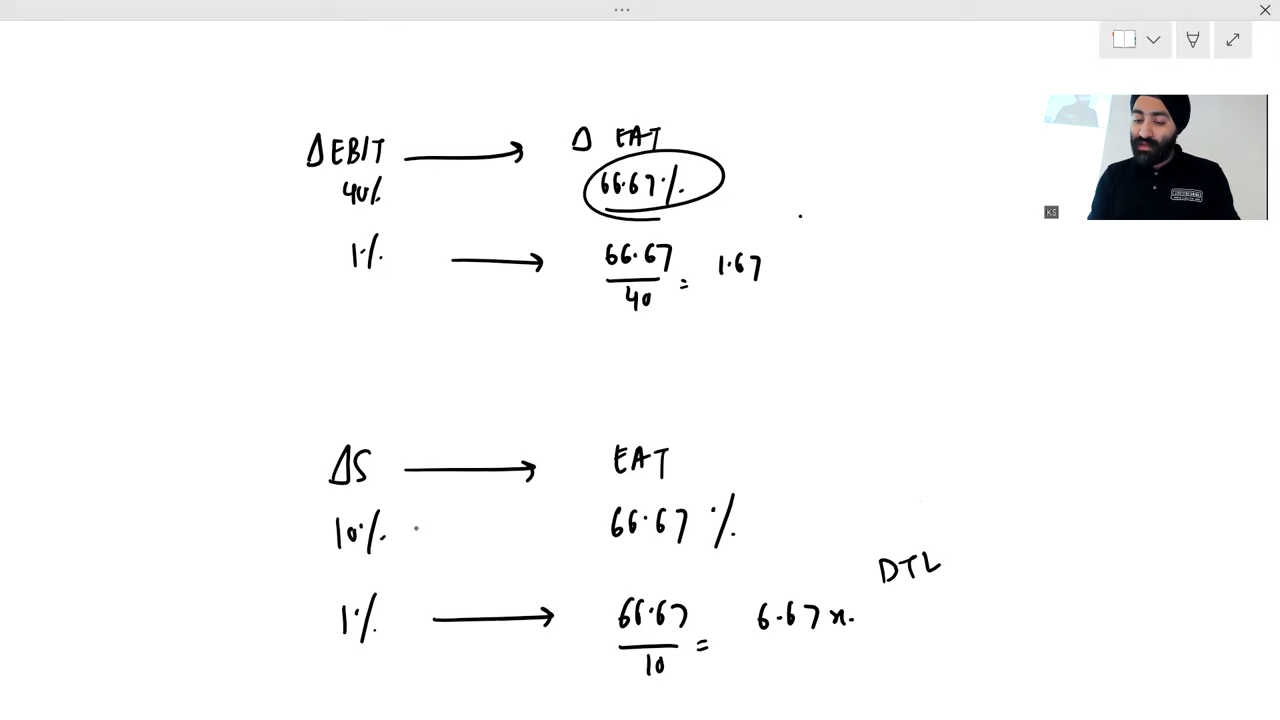 ΔEBIT → Δ EAT
40% 66.67%
1% → 66.67/40 = 1.67
ΔS → EAT
10% 66.67 %
DTL
1% → 66.67/10 = 6.67x.
KS